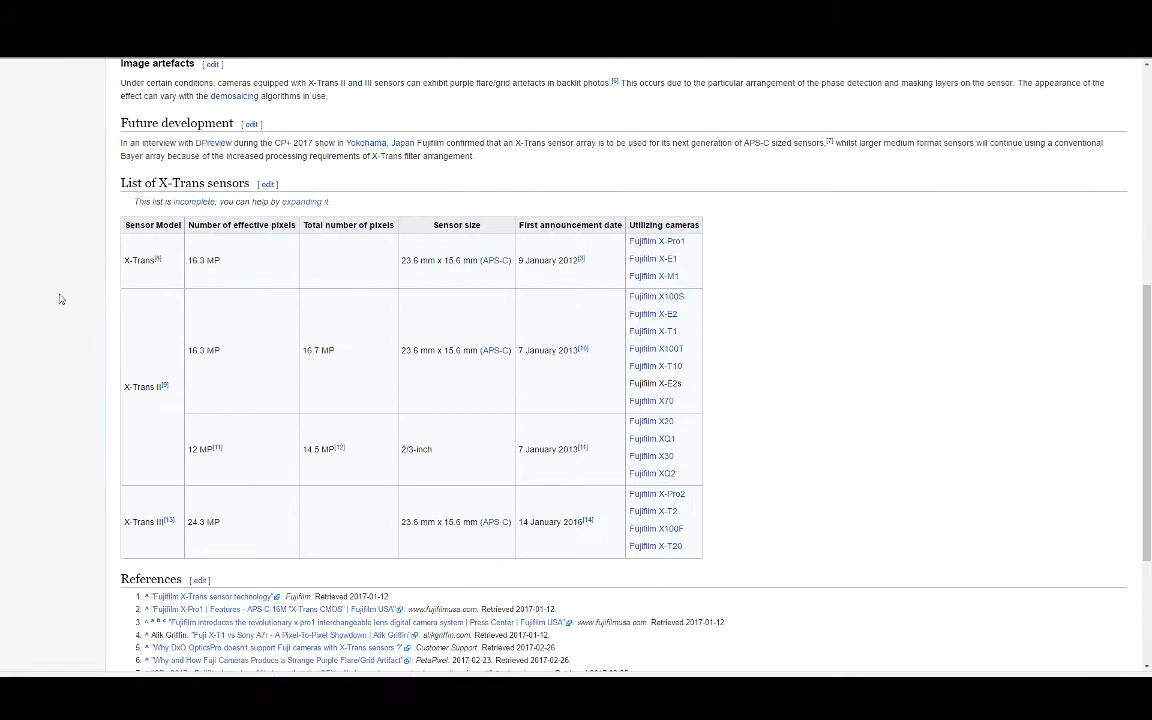 Image artefacts [ edit ]
Under certain conditions, cameras equipped with X-Trans II and III sensors can exhibit purple flare/grid artefacts in backlit photos.[6] This occurs due to the particular arrangement of the phase detection and masking layers on the sensor. The appearance of the
effect can vary with the demosaicing algorithms in use.
Future development [ edit ]
In an interview with DPreview during the CP+ 2017 show in Yokohama, Japan Fujifilm confirmed that an X-Trans sensor array is to be used for its next generation of APS-C sized sensors,[7] whilst larger medium format sensors will continue using a conventional
Bayer array because of the increased processing requirements of X-Trans filter arrangement.
List of X-Trans sensors [ edit ]
This list is incomplete; you can help by expanding it.
Sensor Model Number of effective pixels Total number of pixels Sensor size First announcement date Utilizing cameras
X-Trans[8] 16.3 MP 23.6 mm x 15.6 mm (APS-C) 9 January 2012[3]
Fujifilm X-Pro1
Fujifilm X-E1
Fujifilm X-M1
X-Trans II[9] 16.3 MP 16.7 MP 23.6 mm x 15.6 mm (APS-C) 7 January 2013[10]
Fujifilm X100S
Fujifilm X-E2
Fujifilm X-T1
Fujifilm X100T
Fujifilm X-T10
Fujifilm X-E2s
Fujifilm X70
12 MP[11] 14.5 MP[12] 2/3-inch 7 January 2013[11]
Fujifilm X20
Fujifilm XQ1
Fujifilm X30
Fujifilm XQ2
X-Trans III[13] 24.3 MP 23.6 mm x 15.6 mm (APS-C) 14 January 2016[14]
Fujifilm X-Pro2
Fujifilm X-T2
Fujifilm X100F
Fujifilm X-T20
References [ edit ]
1. ^ "Fujifilm X-Trans sensor technology". Fujifilm. Retrieved 2017-01-12.
2. ^ "Fujifilm X-Pro1 | Features - APS-C 16M "X-Trans CMOS" | Fujifilm USA". www.fujifilmusa.com. Retrieved 2017-01-12.
3. ^ a b c "Fujifilm introduces the revolutionary x-pro1 interchangeable lens digital camera system | Press Center | Fujifilm USA". www.fujifilmusa.com. Retrieved 2017-01-12.
4. ^ Alik Griffin. "Fuji X-T1 vs Sony A7r - A Pixel-To-Pixel Showdown | Alik Griffin". alikgriffin.com. Retrieved 2017-01-12.
5. ^ "Why DxO OpticsPro doesn't support Fuji cameras with X-Trans sensors ?". Customer Support. Retrieved 2017-02-26.
6. ^ "Why and How Fuji Cameras Produce a Strange Purple Flare/Grid Artifact". PetaPixel. 2017-02-23. Retrieved 2017-02-26.